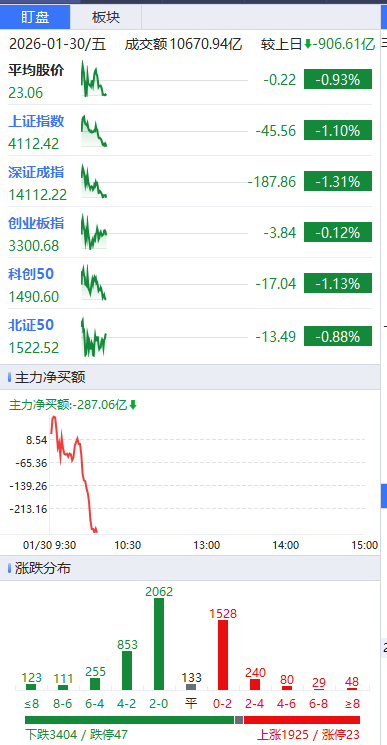 盯盘 板块
2026-01-30/五 成交额10670.94亿 较上日-906.61亿
平均股价
23.06 -0.22 -0.93%
上证指数
4112.42 -45.56 -1.10%
深证成指
14112.22 -187.86 -1.31%
创业板指
3300.68 -3.84 -0.12%
科创50
1490.60 -17.04 -1.13%
北证50
1522.52 -13.49 -0.88%
主力净买额
主力净买额:-287.06亿
8.54
-65.36
-139.26
-213.16
01/30 9:30 10:30 13:00 14:00 15:00
涨跌分布
123 111 255 853 2062 133 1528 240 80 29 48
≤8 8-6 6-4 4-2 2-0 平 0-2 2-4 4-6 6-8 ≥8
下跌3404 / 跌停47 上涨1925 / 涨停23